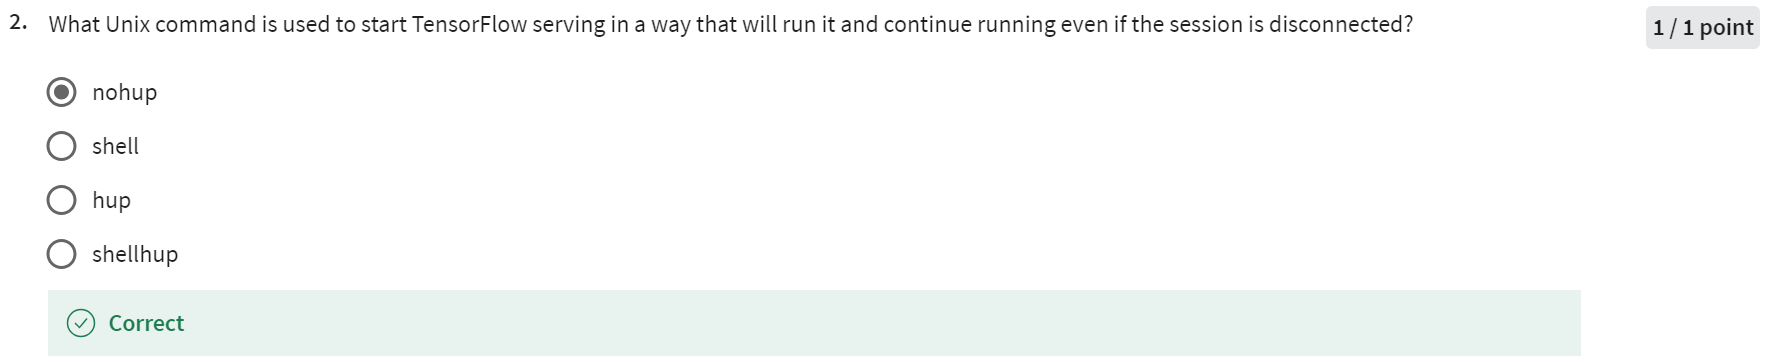 2. What Unix command is used to start TensorFlow serving in a way that will run it and continue running even if the session is disconnected?
1 / 1 point
nohup
shell
hup
shellhup
Correct